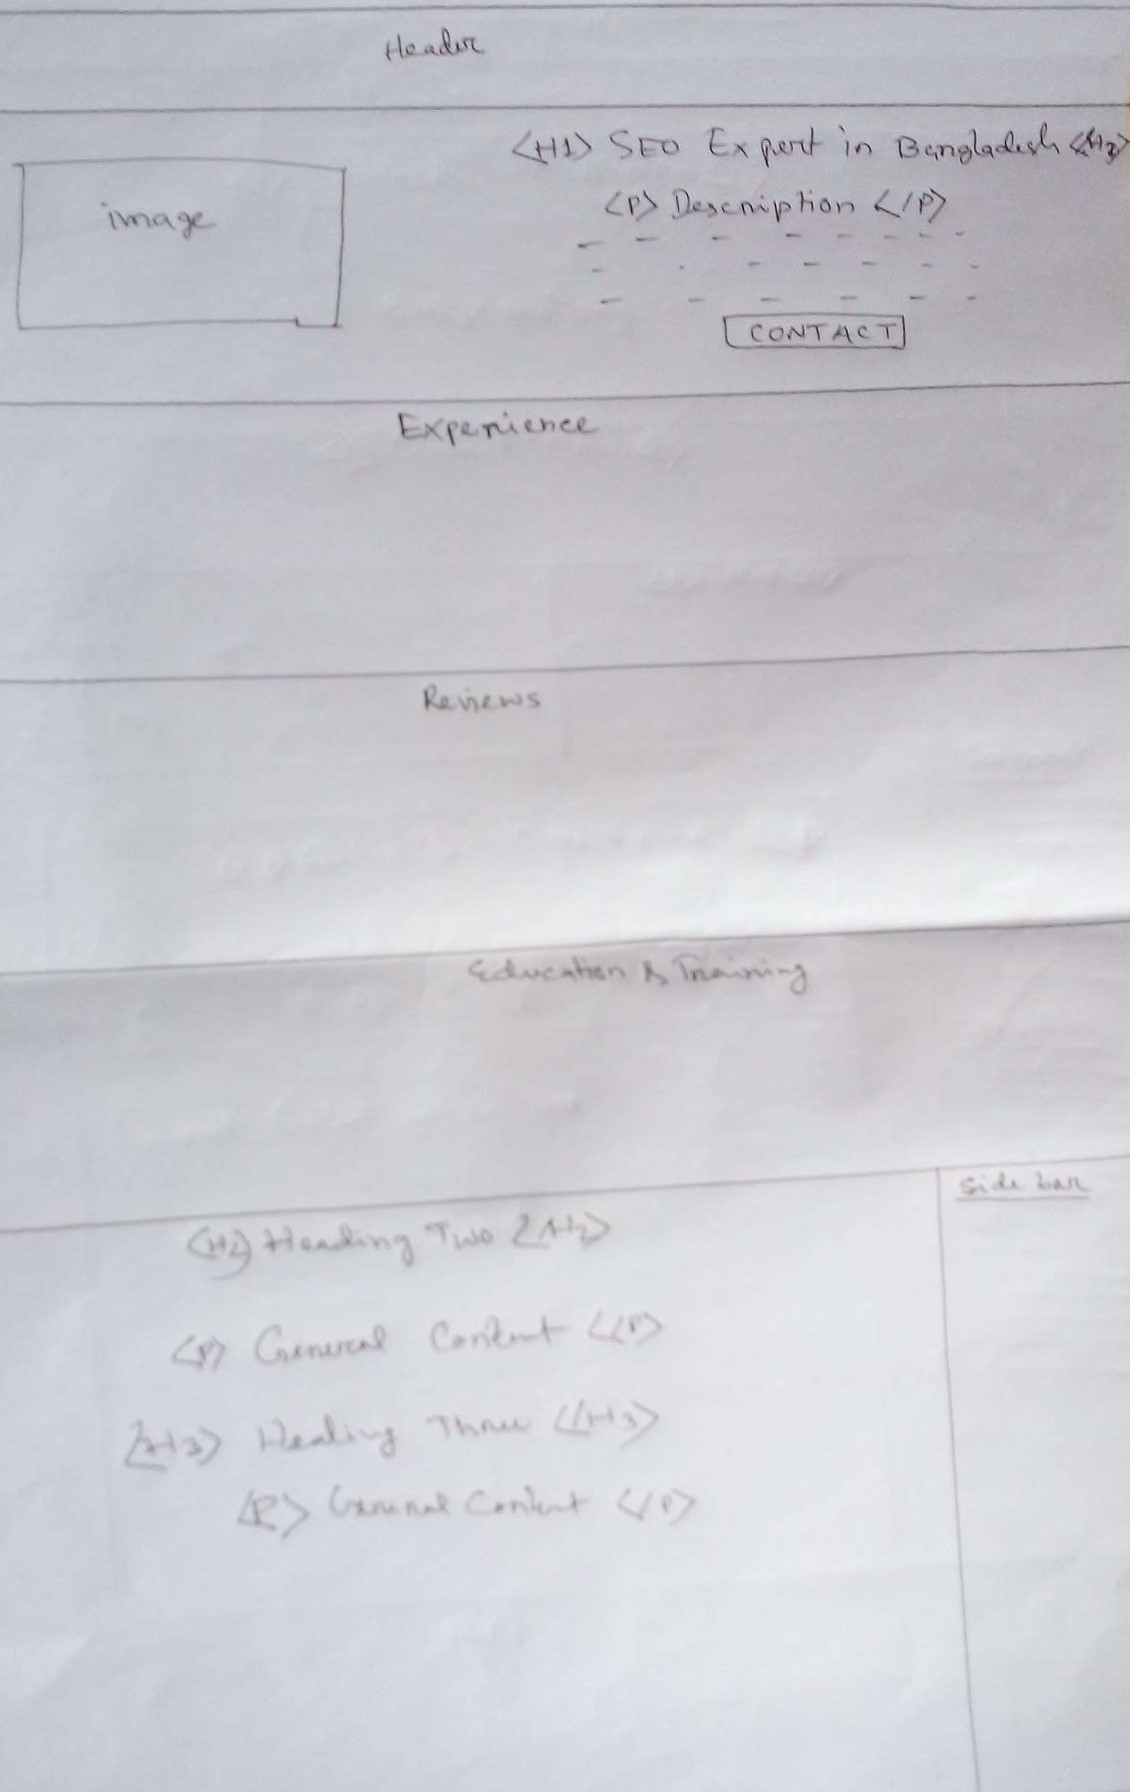 Header
<H1> SEO Expert in Bangladesh <H2>
image
<P> Description </P>
CONTACT
Experience
Reviews
Education & Training
Side bar
<H2> Heading Two </H2>
<P> General Content </P>
<H3> Heading Three </H3>
<P> General Content </P>